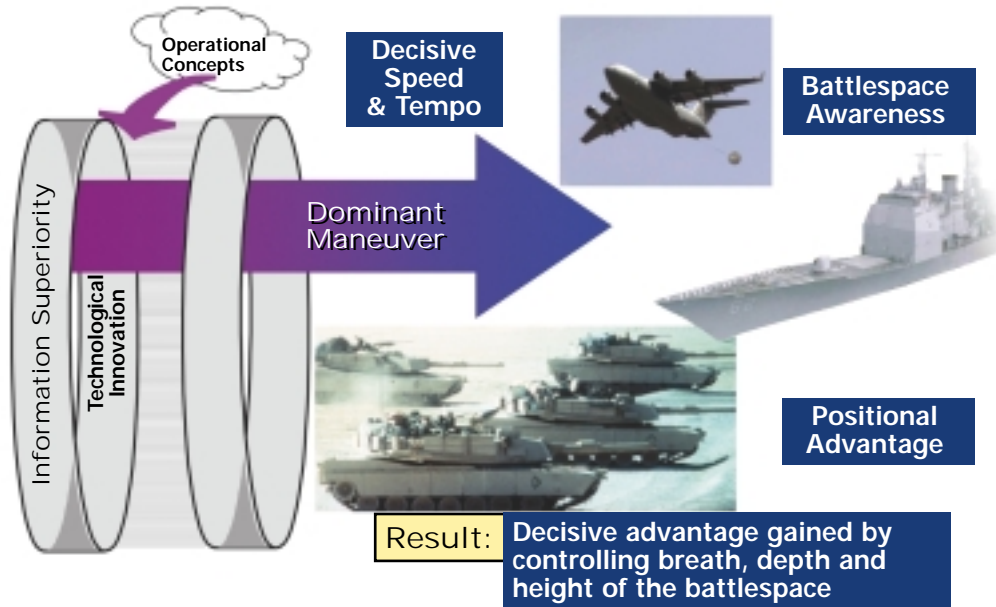 Operational
Concepts
Decisive
Speed
& Tempo
Battlespace
Awareness
Information Superiority
Technological
Innovation
Dominant
Maneuver
Positional
Advantage
Result:
Decisive advantage gained by
controlling breath, depth and
height of the battlespace